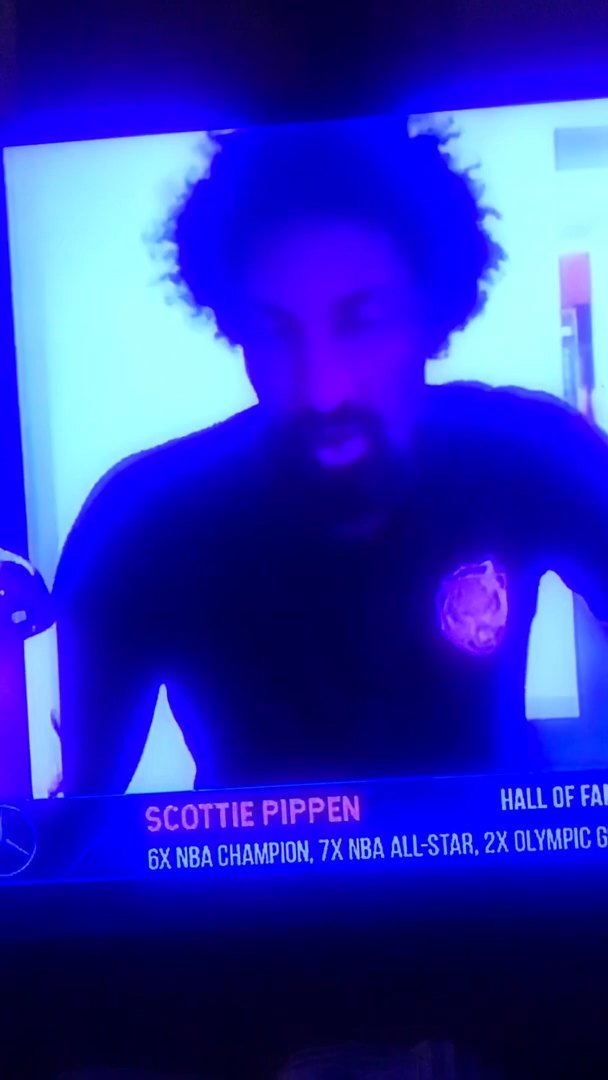 SCOTTIE PIPPEN HALL OF FA
6X NBA CHAMPION, 7X NBA ALL-STAR, 2X OLYMPIC G